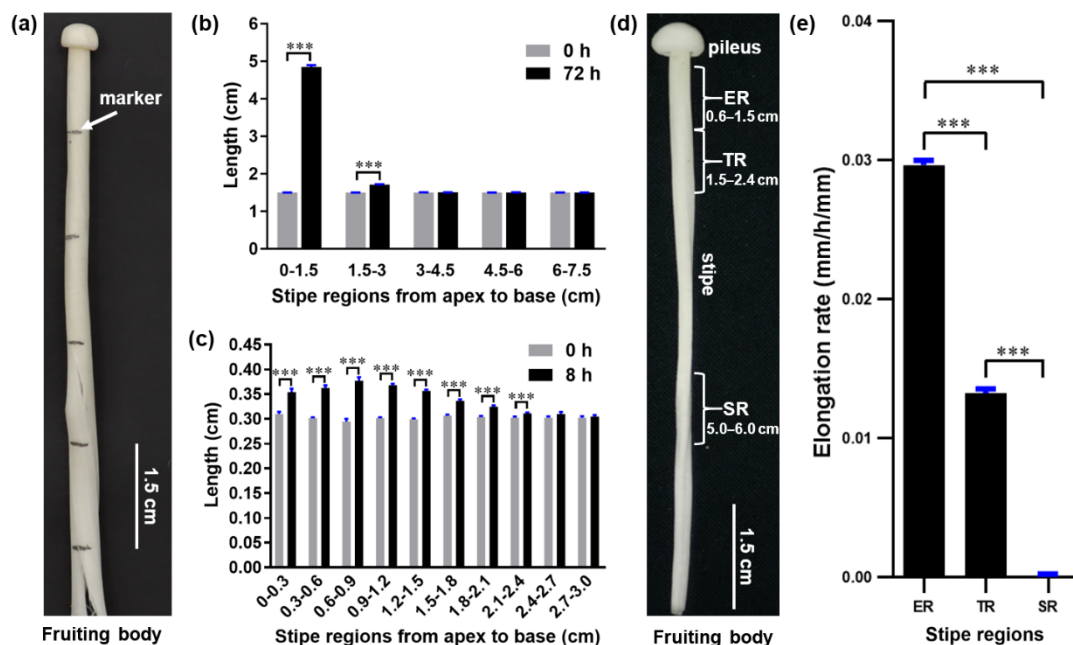 (a)
marker
1.5 cm
Fruiting body
(b)
6
5
4
3
2
1
0
Length (cm)
***
***
0 h
72 h
0-1.5
1.5-3
3-4.5
4.5-6
6-7.5
Stipe regions from apex to base (cm)
(c)
0.45
0.40
0.35
0.30
0.25
0.20
0.15
0.10
0.05
0.00
Length (cm)
***
***
***
***
***
***
***
***
0 h
8 h
0-0.3
0.3-0.6
0.6-0.9
0.9-1.2
1.2-1.5
1.5-1.8
1.8-2.1
2.1-2.4
2.4-2.7
2.7-3.0
Stipe regions from apex to base (cm)
(d)
pileus
ER
0.6–1.5 cm
TR
1.5–2.4 cm
stipe
SR
5.0–6.0 cm
1.5 cm
Fruiting body
(e)
0.04
0.03
0.02
0.01
0.00
Elongation rate (mm/h/mm)
***
***
***
ER
TR
SR
Stipe regions